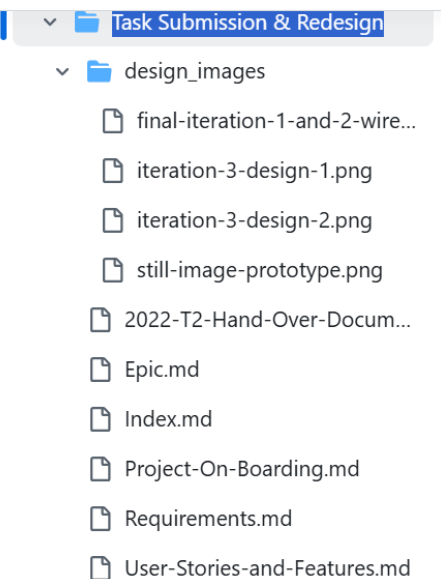 Task Submission & Redesign
design_images
final-iteration-1-and-2-wire...
iteration-3-design-1.png
iteration-3-design-2.png
still-image-prototype.png
2022-T2-Hand-Over-Docum...
Epic.md
Index.md
Project-On-Boarding.md
Requirements.md
User-Stories-and-Features.md